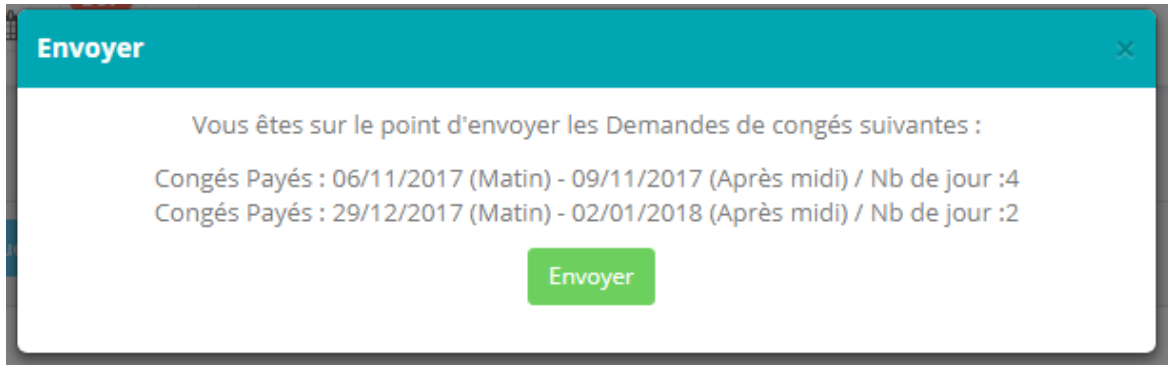 Envoyer
×
Vous êtes sur le point d'envoyer les Demandes de congés suivantes :
Congés Payés : 06/11/2017 (Matin) - 09/11/2017 (Après midi) / Nb de jour :4
Congés Payés : 29/12/2017 (Matin) - 02/01/2018 (Après midi) / Nb de jour :2
Envoyer